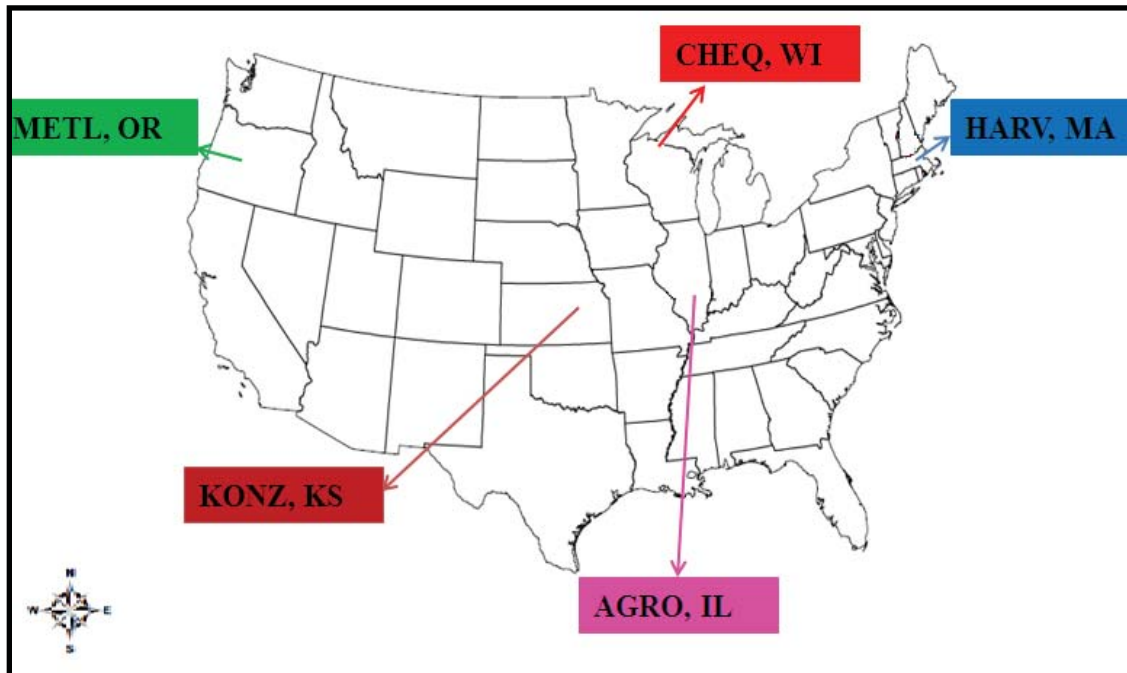 CHEQ, WI
METL, OR
HARV, MA
KONZ, KS
AGRO, IL
N
W E
S